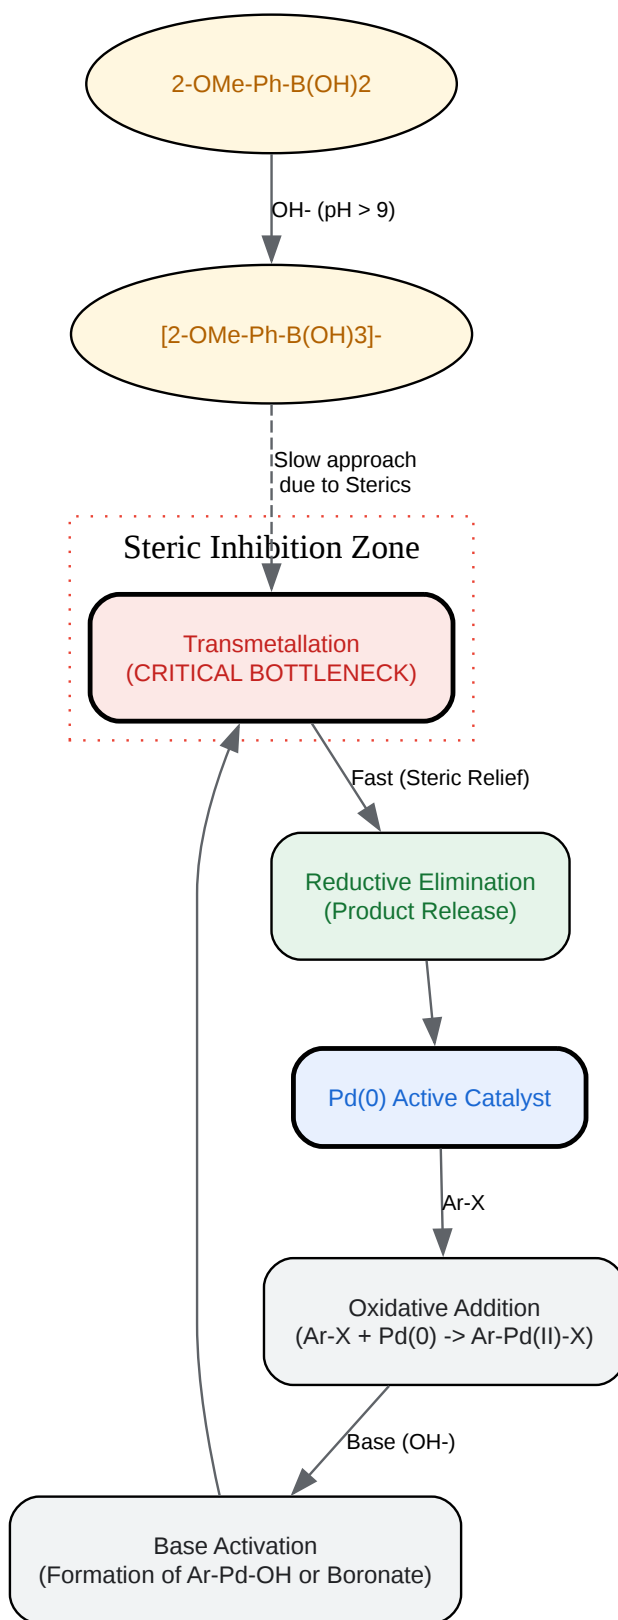 2-OMe-Ph-B(OH)2
OH- (pH > 9)
[2-OMe-Ph-B(OH)3]-
Slow approach
due to Sterics
Steric Inhibition Zone
Transmetallation
(CRITICAL BOTTLENECK)
Fast (Steric Relief)
Reductive Elimination
(Product Release)
Pd(0) Active Catalyst
Ar-X
Oxidative Addition
(Ar-X + Pd(0) -> Ar-Pd(II)-X)
Base (OH-)
Base Activation
(Formation of Ar-Pd-OH or Boronate)